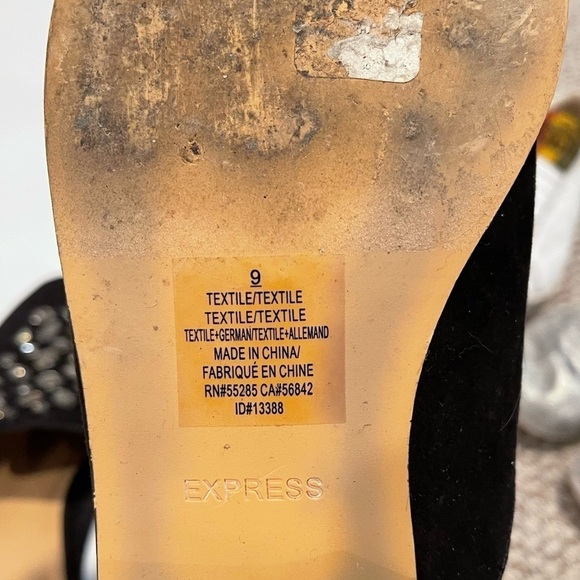 9
TEXTILE/TEXTILE
TEXTILE/TEXTILE
TEXTILE+GERMAN/TEXTILE+ALLEMAND
MADE IN CHINA/
FABRIQUÉ EN CHINE
RN#55285 CA#56842
ID#13388
EXPRESS